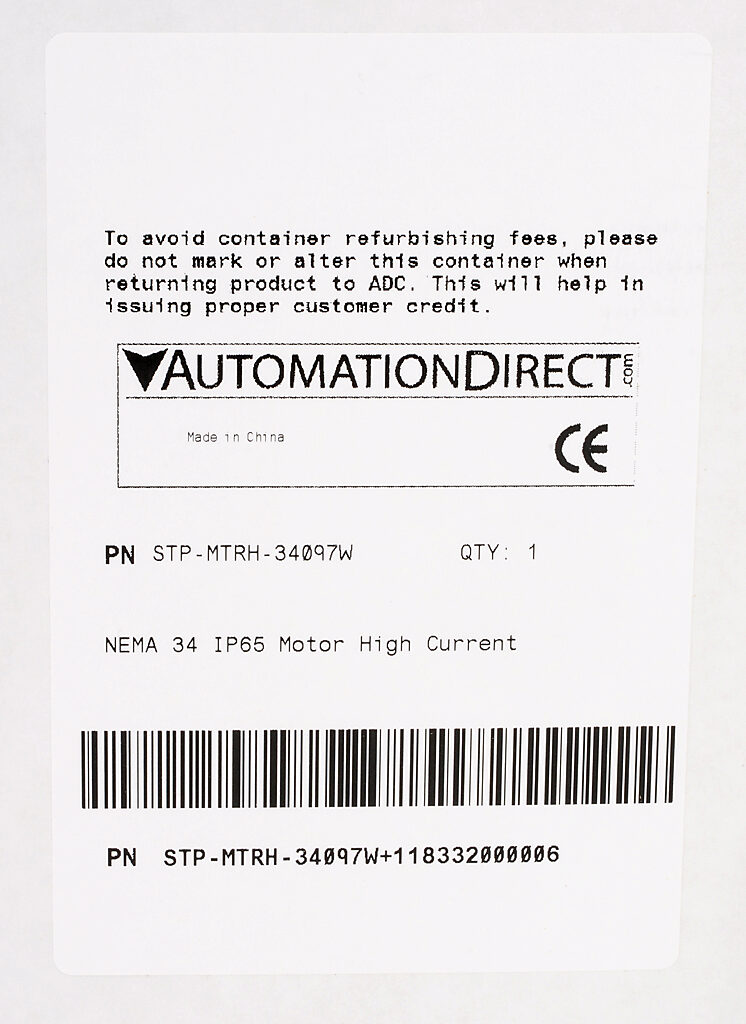 To avoid container refurbishing fees, please
do not mark or alter this container when
returning product to ADC. This will help in
issuing proper customer credit.
AUTOMATIONDIRECT.com
Made in China
CE
PN STP-MTRH-34097W QTY: 1
NEMA 34 IP65 Motor High Current
PN STP-MTRH-34097W+118332000006